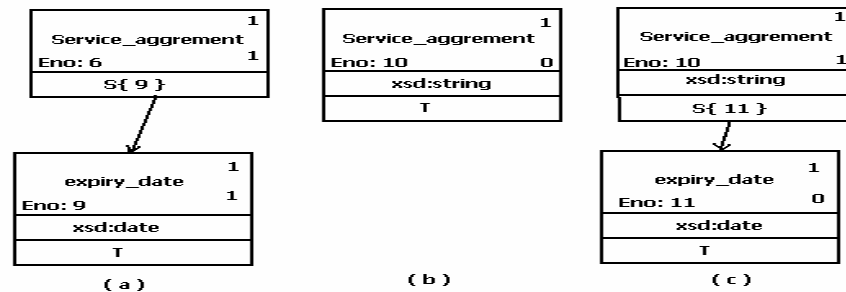 1
Service_aggrement
Eno: 6 1
S{ 9 }
1
expiry_date
Eno: 9 1
xsd:date
T
( a )
1
Service_aggrement
Eno: 10 0
xsd:string
T
( b )
1
Service_aggrement
Eno: 10 1
xsd:string
S{ 11 }
1
expiry_date
Eno: 11 0
xsd:date
T
( c )